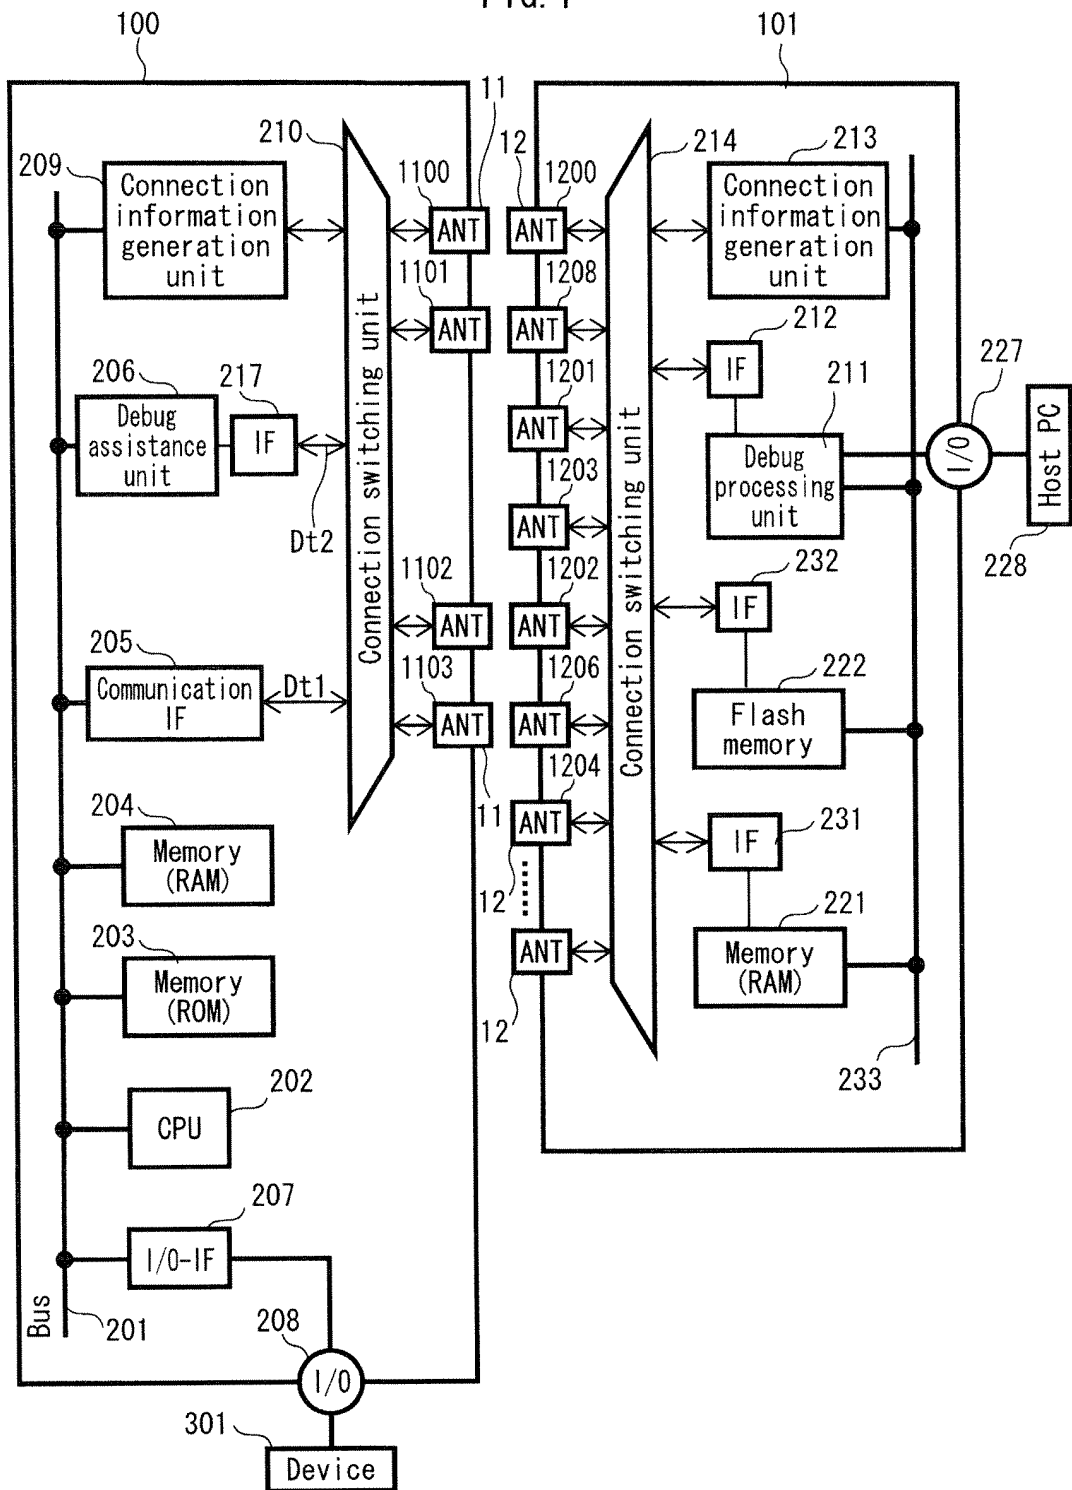 FIG. 1
100
101
11
210
209
Connection
information
generation
unit
1100
ANT
1101
ANT
Connection switching unit
206
Debug
assistance
unit
217
IF
Dt2
205
Communication
IF
Dt1
1102
ANT
1103
ANT
11
204
Memory
(RAM)
203
Memory
(ROM)
202
CPU
207
I/O-IF
Bus
201
208
I/O
301
Device
12
1200
ANT
1208
ANT
1201
ANT
1203
ANT
1202
ANT
1206
ANT
1204
ANT
12
ANT
12
214
Connection switching unit
213
Connection
information
generation
unit
212
IF
211
Debug
processing
unit
227
I/O
Host PC
228
232
IF
222
Flash
memory
231
IF
221
Memory
(RAM)
233